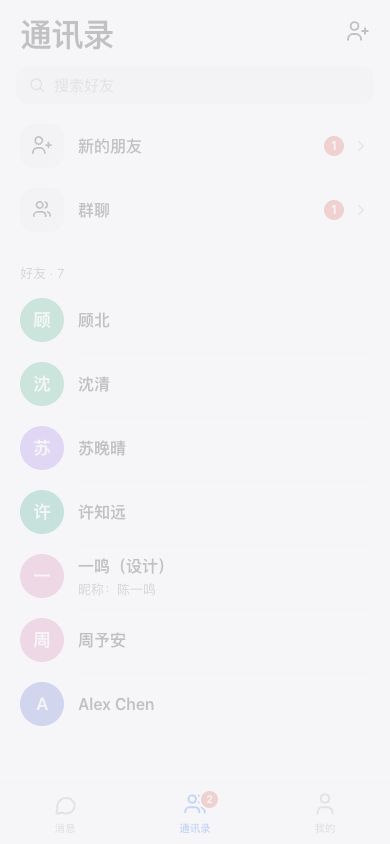 通讯录
搜索好友
新的朋友
1
群聊
1
好友 · 7
顾 顾北
沈 沈清
苏 苏晚晴
许 许知远
一 一鸣（设计）
昵称：陈一鸣
周 周予安
A Alex Chen
2
消息 通讯录 我的